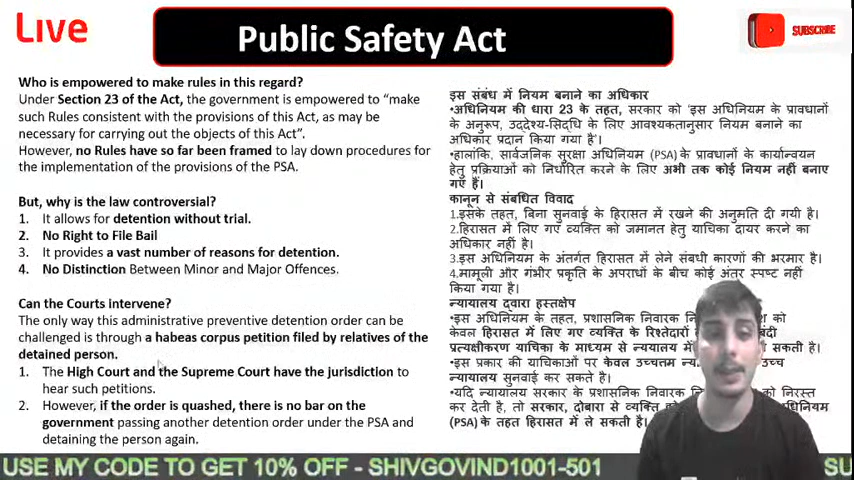 Live
Public Safety Act
SUBSCRIBE
Who is empowered to make rules in this regard?
Under Section 23 of the Act, the government is empowered to “make
such Rules consistent with the provisions of this Act, as may be
necessary for carrying out the objects of this Act”.
However, no Rules have so far been framed to lay down procedures for
the implementation of the provisions of the PSA.
But, why is the law controversial?
1. It allows for detention without trial.
2. No Right to File Bail
3. It provides a vast number of reasons for detention.
4. No Distinction Between Minor and Major Offences.
Can the Courts intervene?
The only way this administrative preventive detention order can be
challenged is through a habeas corpus petition filed by relatives of the
detained person.
1. The High Court and the Supreme Court have the jurisdiction to
hear such petitions.
2. However, if the order is quashed, there is no bar on the
government passing another detention order under the PSA and
detaining the person again.
इस संबंध में नियम बनाने का अधिकार
•अधिनियम की धारा 23 के तहत, सरकार को ‘इस अधिनियम के प्रावधानों
के अनुरूप, उद्देश्य-सिद्धि के लिए आवश्यकतानुसार नियम बनाने का
अधिकार प्रदान किया गया है’।
•हालांकि, सार्वजनिक सुरक्षा अधिनियम (PSA) के प्रावधानों के कार्यान्वयन
हेतु प्रक्रियाओं को निर्धारित करने के लिए अभी तक कोई नियम नहीं बनाए
गए हैं।
कानून से संबधित विवाद
1.इसके तहत, बिना सुनवाई के हिरासत में रखने की अनुमति दी गयी है।
2.हिरासत में लिए गए व्यक्ति को जमानत हेतु याचिका दायर करने का
अधिकार नहीं है।
3.इस अधिनियम के अंतर्गत हिरासत में लेने संबधी कारणों की भरमार है।
4.मामूली और गंभीर प्रकृति के अपराधों के बीच कोई अंतर स्पष्ट नहीं
किया गया है।
न्यायालय द्वारा हस्तक्षेप
•इस अधिनियम के तहत, प्रशासनिक निवारक को
केवल हिरासत में लिए गए व्यक्ति के रिश्तेदारों
प्रत्यक्षीकरण याचिका के माध्यम से न्ययालय में सकती है।
•इस प्रकार की याचिकाओं पर केवल उच्चतम
न्यायालय सुनवाई कर सकते है।
•यदि न्यायालय सरकार के प्रशासनिक निवारक को निरस्त
कर देती है, तो सरकार, दोबारा से व्यक्ति
(PSA) के तहत हिरासत में ले सकती है।
USE MY CODE TO GET 10% OFF - SHIVGOVIND1001-501
SU